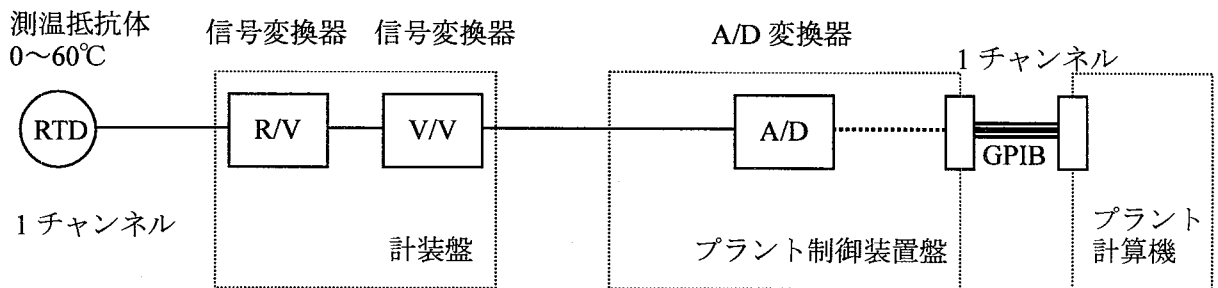 測温抵抗体
0～60℃
信号変換器
信号変換器
A/D 変換器
1 チャンネル
RTD
R/V
V/V
A/D
GPIB
1 チャンネル
計装盤
プラント制御装置盤
プラント
計算機